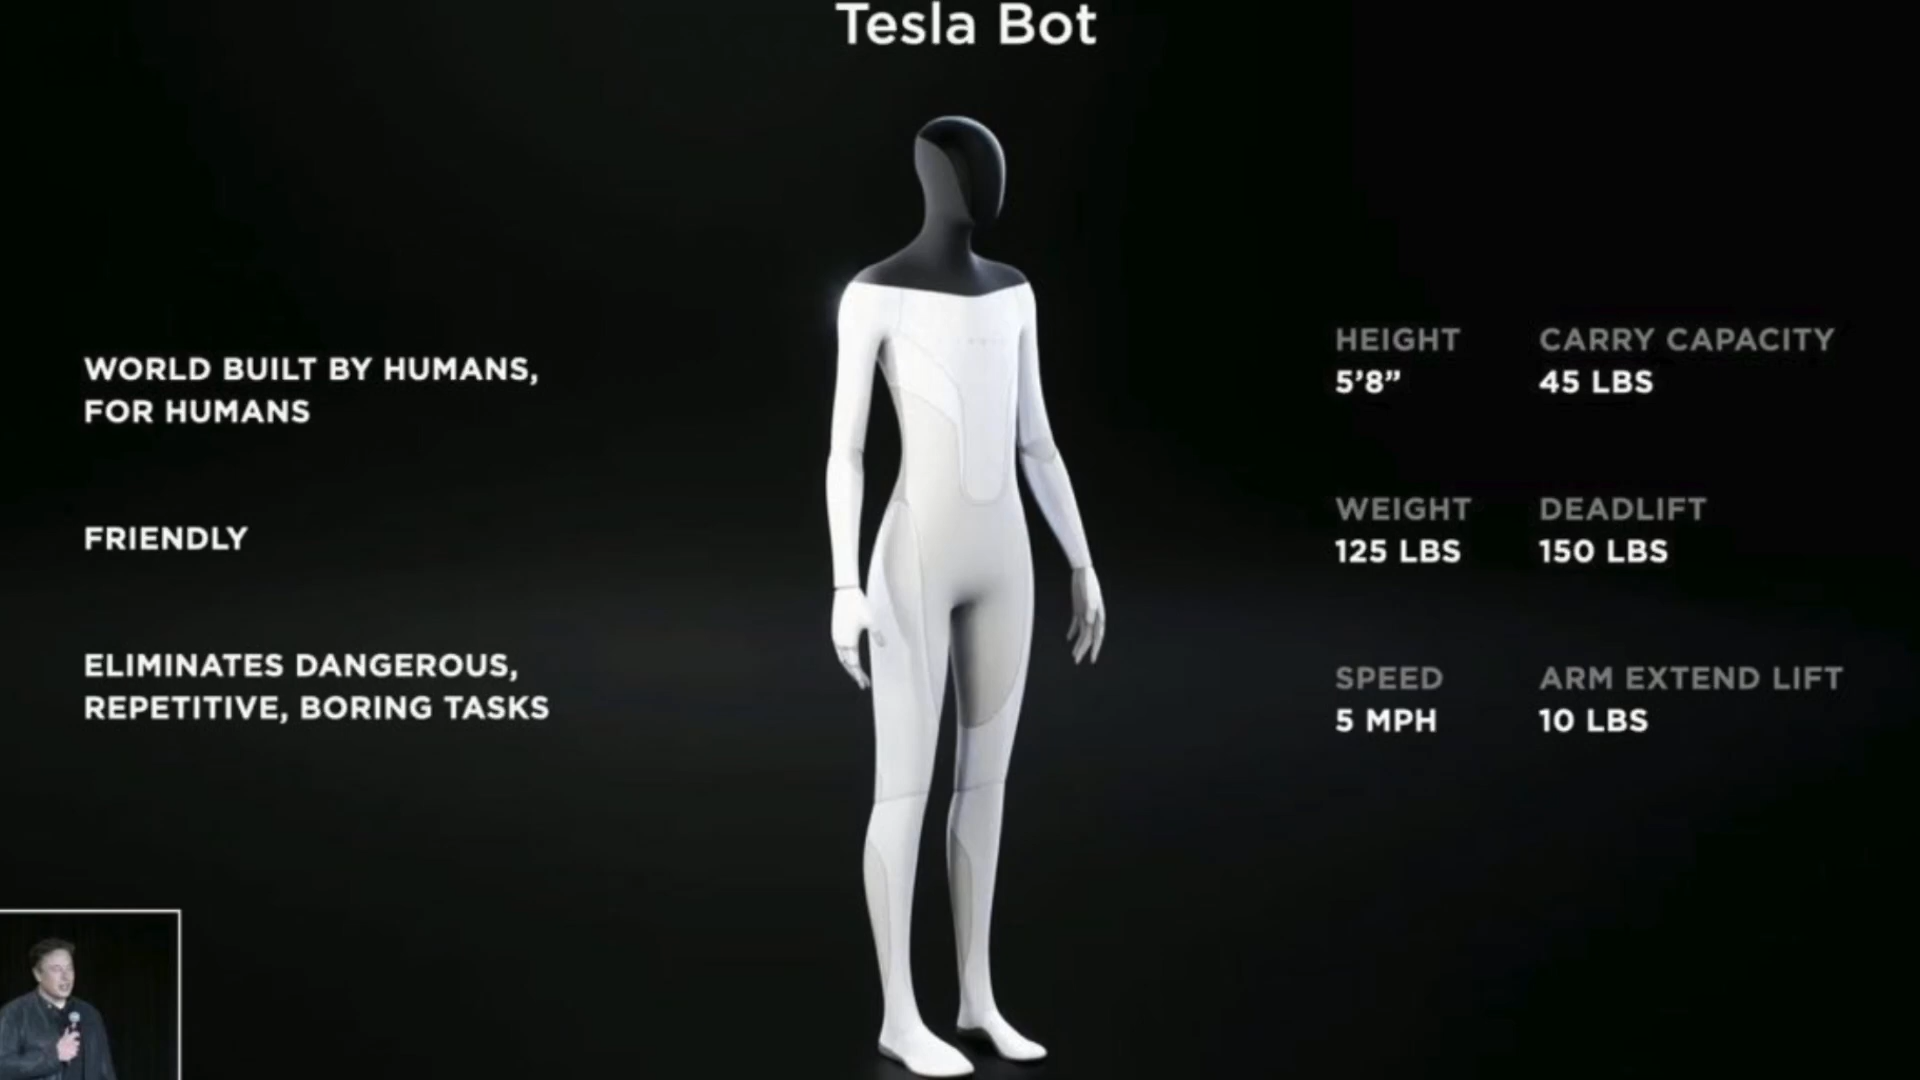 Tesla Bot
WORLD BUILT BY HUMANS,
FOR HUMANS
FRIENDLY
ELIMINATES DANGEROUS,
REPETITIVE, BORING TASKS
HEIGHT
5’8”
CARRY CAPACITY
45 LBS
WEIGHT
125 LBS
DEADLIFT
150 LBS
SPEED
5 MPH
ARM EXTEND LIFT
10 LBS